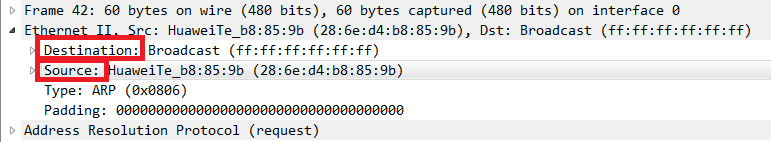 Frame 42: 60 bytes on wire (480 bits), 60 bytes captured (480 bits) on interface 0
Ethernet II, Src: HuaweiTe_b8:85:9b (28:6e:d4:b8:85:9b), Dst: Broadcast (ff:ff:ff:ff:ff:ff)
Destination: Broadcast (ff:ff:ff:ff:ff:ff)
Source: HuaweiTe_b8:85:9b (28:6e:d4:b8:85:9b)
Type: ARP (0x0806)
Padding: 000000000000000000000000000000000000
Address Resolution Protocol (request)